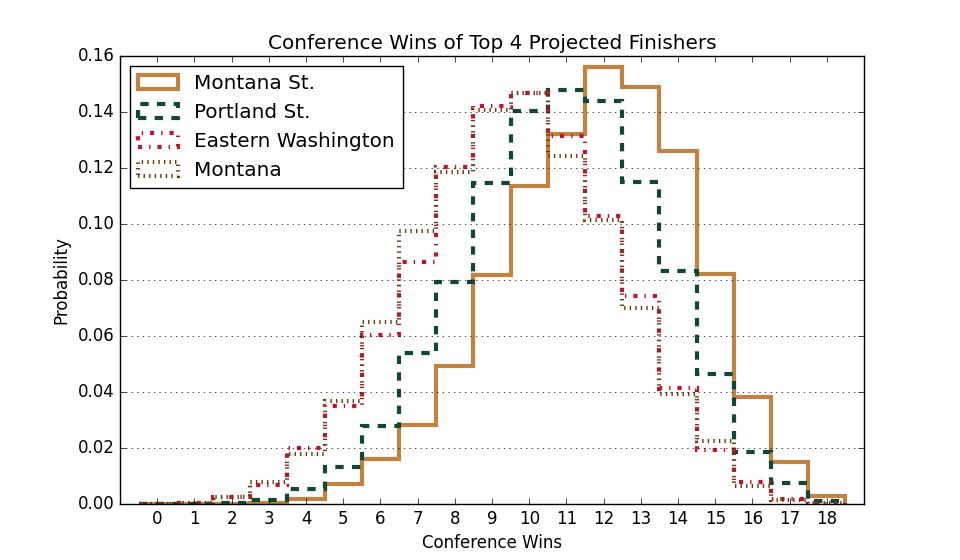 Conference Wins of Top 4 Projected Finishers
Montana St.
Portland St.
Eastern Washington
Montana
0.16
0.14
0.12
0.10
0.08
0.06
0.04
0.02
0.00
Probability
0 1 2 3 4 5 6 7 8 9 10 11 12 13 14 15 16 17 18
Conference Wins